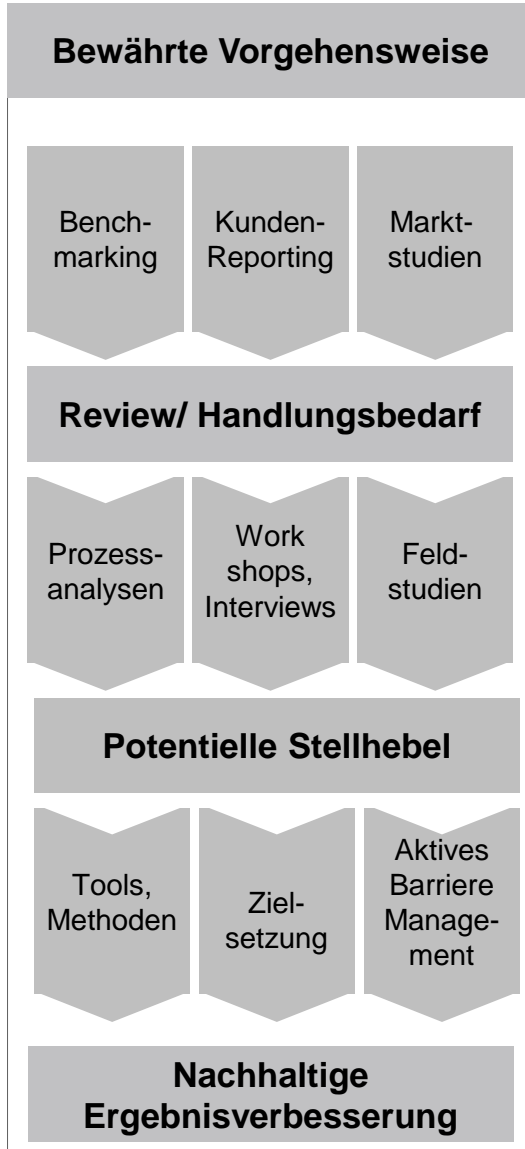 Bewährte Vorgehensweise
Bench-
marking
Kunden-
Reporting
Markt-
studien
Review/ Handlungsbedarf
Prozess-
analysen
Work
shops,
Interviews
Feld-
studien
Potentielle Stellhebel
Tools,
Methoden
Ziel-
setzung
Aktives
Barriere
Manage-
ment
Nachhaltige
Ergebnisverbesserung